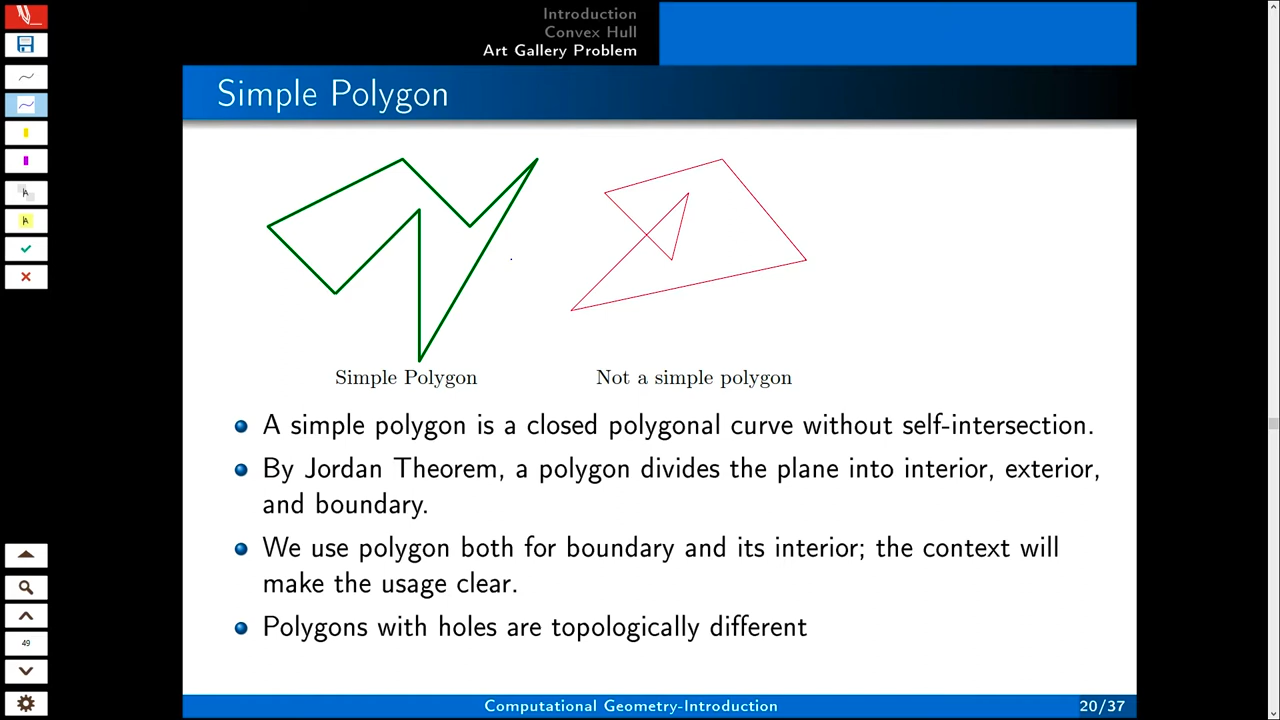 Introduction
Convex Hull
Art Gallery Problem
Simple Polygon
Simple Polygon
Not a simple polygon
A simple polygon is a closed polygonal curve without self-intersection.
By Jordan Theorem, a polygon divides the plane into interior, exterior,
and boundary.
We use polygon both for boundary and its interior; the context will
make the usage clear.
Polygons with holes are topologically different
A
A
49
Computational Geometry-Introduction
20/37